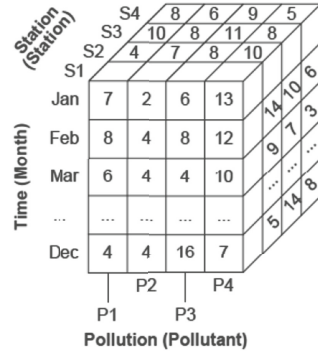 Station
(Station)
S4 8 6 9 5
S3 10 8 11 8
S2 4 7 8 10
S1
Jan 7 2 6 13 14 10 6
Feb 8 4 8 12 9 7 3
Mar 6 4 4 10 ... ... ...
... ... ... ... ...
Dec 4 4 16 7 5 14 8
Time (Month)
P2 P4
P1 P3
Pollution (Pollutant)